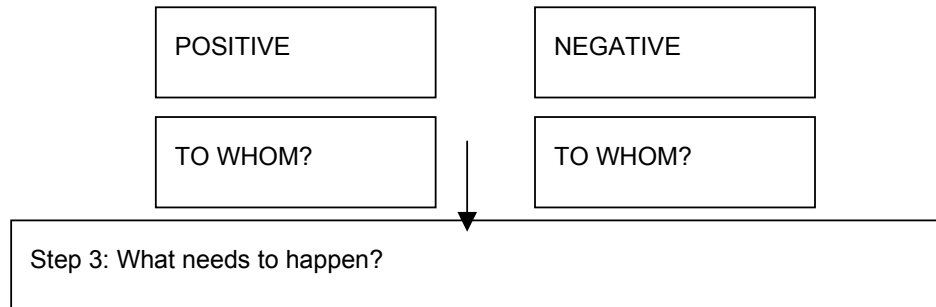 POSITIVE
NEGATIVE
TO WHOM?
TO WHOM?
Step 3: What needs to happen?